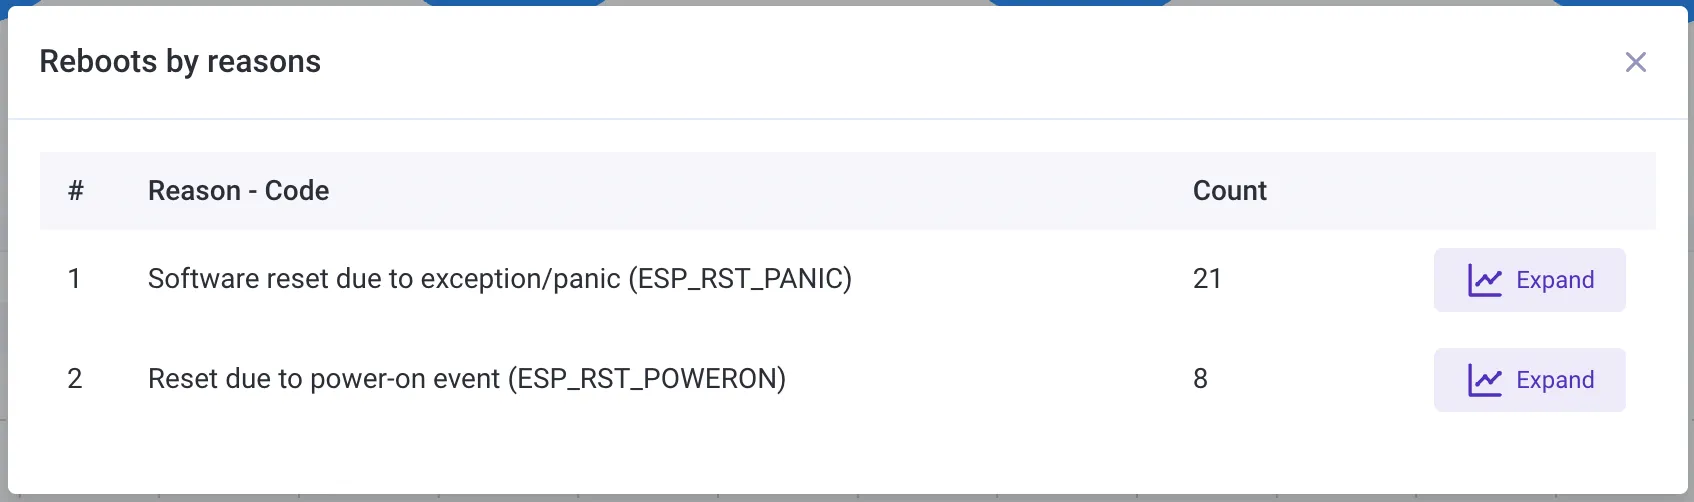 Reboots by reasons
# Reason - Code Count
1 Software reset due to exception/panic (ESP_RST_PANIC) 21 Expand
2 Reset due to power-on event (ESP_RST_POWERON) 8 Expand